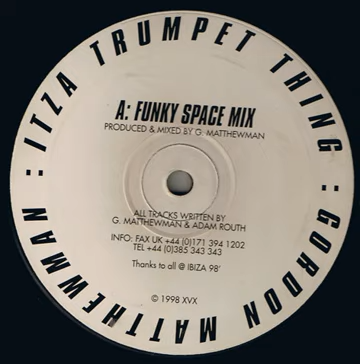 ITZA TRUMPET THING : GORDON MATTHEWMAN :
A: FUNKY SPACE MIX
PRODUCED & MIXED BY G. MATTHEWMAN
ALL TRACKS WRITTEN BY
G. MATTHEWMAN & ADAM ROUTH
INFO: FAX UK +44 (0)171 394 1202
TEL +44 (0)385 343 343
Thanks to all @ IBIZA 98'
© 1998 XVX